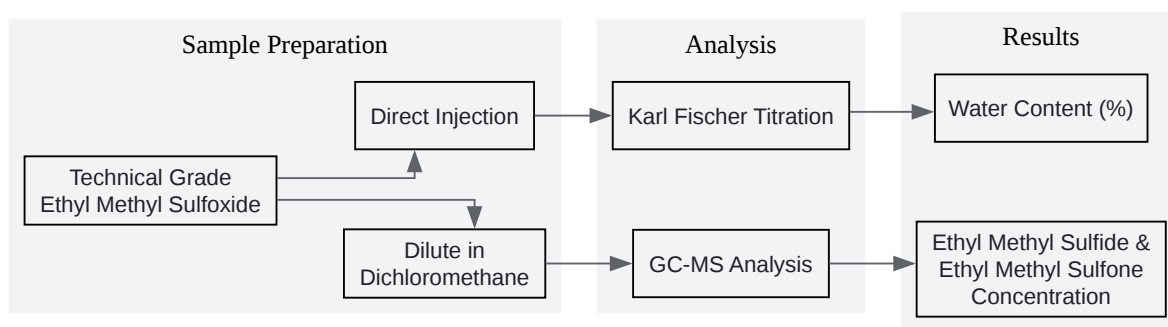 Sample Preparation
Analysis
Results
Direct Injection
Karl Fischer Titration
Water Content (%)
Technical Grade
Ethyl Methyl Sulfoxide
Dilute in
Dichloromethane
GC-MS Analysis
Ethyl Methyl Sulfide &
Ethyl Methyl Sulfone
Concentration